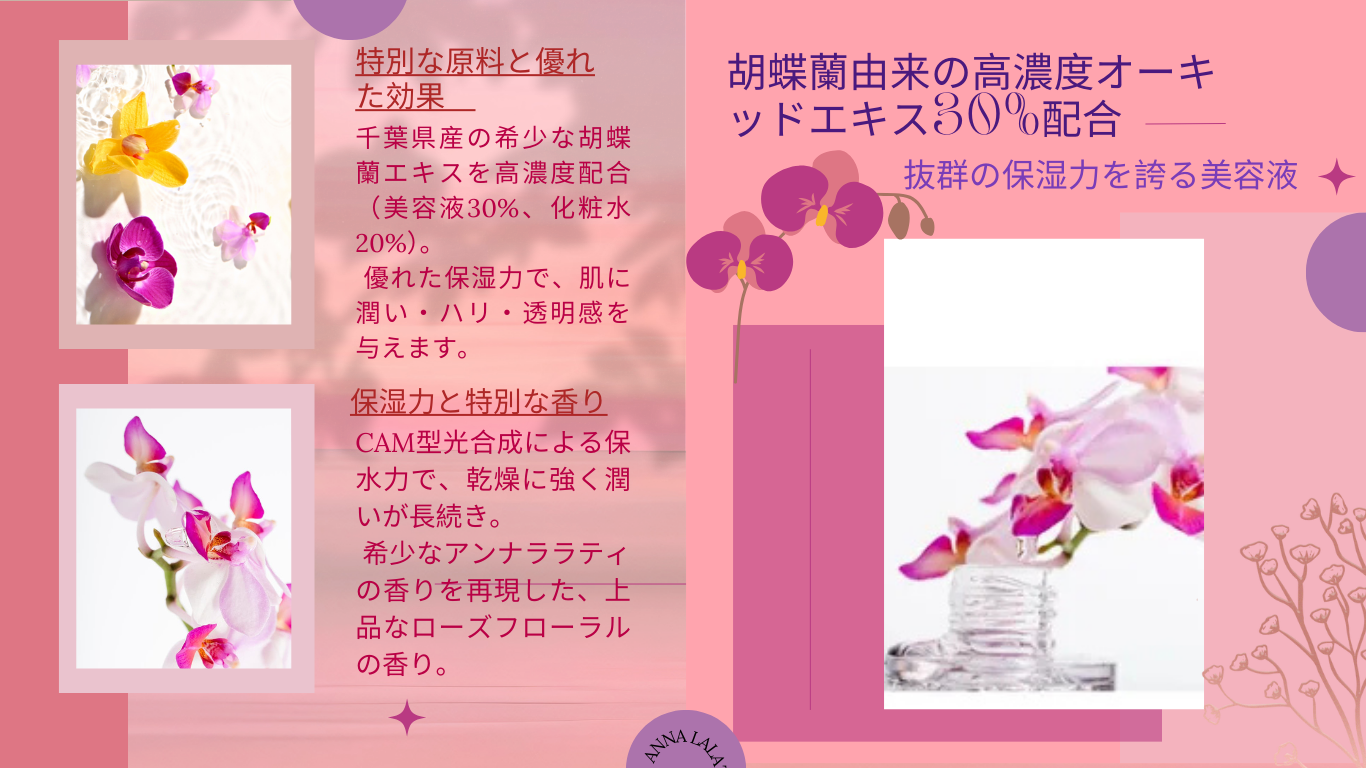 特別な原料と優れ
た効果
千葉県産の希少な胡蝶
蘭エキスを高濃度配合
（美容液30%、化粧水
20%）。
優れた保湿力で、肌に
潤い・ハリ・透明感を
与えます。
保湿力と特別な香り
CAM型光合成による保
水力で、乾燥に強く潤
いが長続き。
希少なアンナララティ
の香りを再現した、上
品なローズフローラル
の香り。
胡蝶蘭由来の高濃度オーキ
ッドエキス30%配合
抜群の保湿力を誇る美容液
ANNA LALA